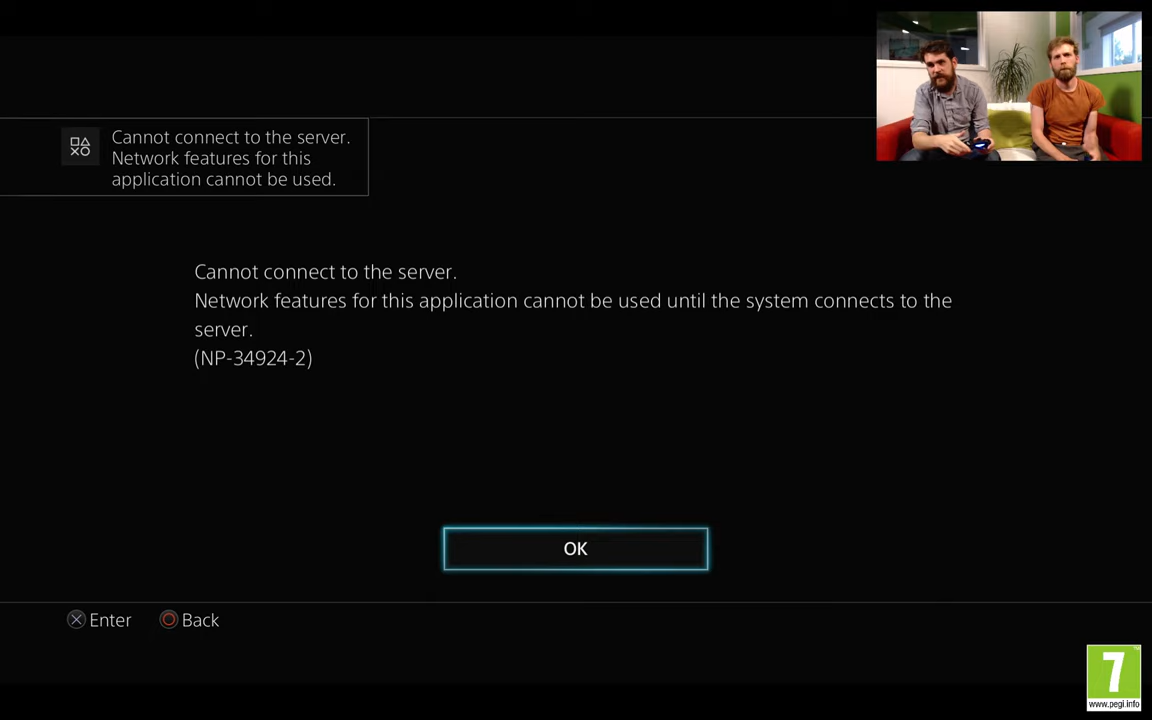 Cannot connect to the server.
Network features for this
application cannot be used.
Cannot connect to the server.
Network features for this application cannot be used until the system connects to the
server.
(NP-34924-2)
OK
Enter
Back
7
www.pegi.info